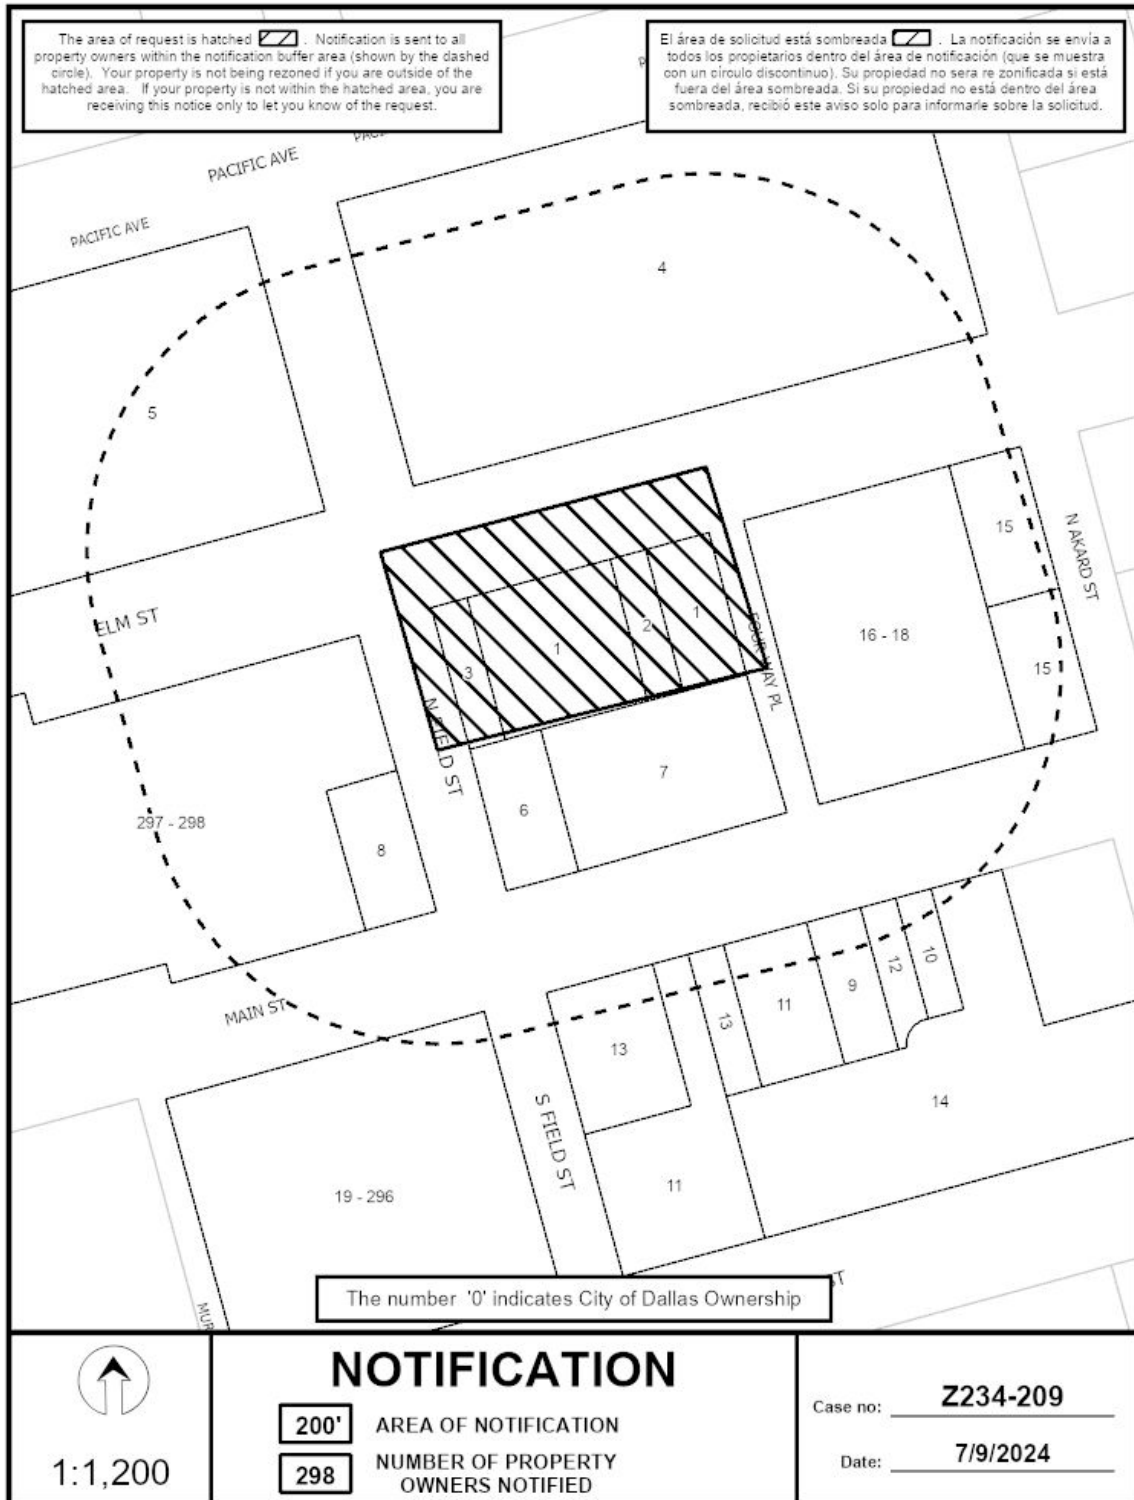 The area of request is hatched . Notification is sent to all
property owners within the notification buffer area (shown by the dashed
circle). Your property is not being rezoned if you are outside of the
hatched area. If your property is not within the hatched area, you are
receiving this notice only to let you know of the request.
El área de solicitud está sombreada . La notificación se envía a
todos los propietarios dentro del área de notificación (que se muestra
con un círculo discontinuo). Su propiedad no sera re zonificada si está
fuera del área sombreada. Si su propiedad no está dentro del área
sombreada, recibió este aviso solo para informarle sobre la solicitud.
PACIFIC AVE
PACIFIC AVE
4
5
ELM ST
15
N AKARD ST
16 - 18
15
1
2
1
3
FOUR WAY PL
N FIELD ST
7
6
297 - 298
8
MAIN ST
10
12
9
11
13
13
14
S FIELD ST
11
19 - 296
ST
MUR
The number '0' indicates City of Dallas Ownership
1:1,200
NOTIFICATION
200' AREA OF NOTIFICATION
298 NUMBER OF PROPERTY
OWNERS NOTIFIED
Case no: Z234-209
Date: 7/9/2024